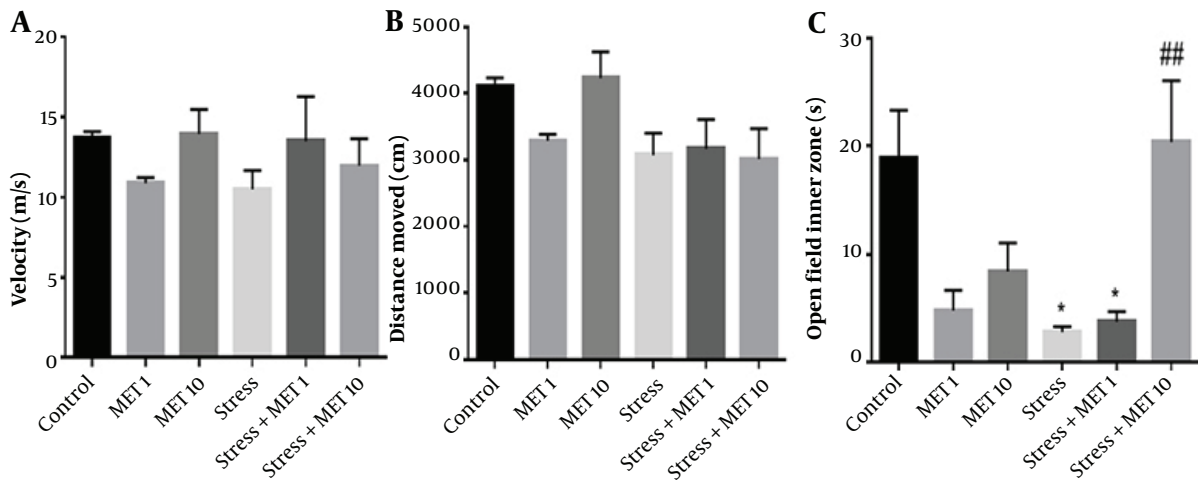 A
Velocity (m/s)
20
15
10
5
0
Control
MET 1
MET 10
Stress
Stress + MET 1
Stress + MET 10
B
Distance moved (cm)
5000
4000
3000
2000
1000
0
Control
MET 1
MET 10
Stress
Stress + MET 1
Stress + MET 10
C
Open field inner zone (s)
30
20
10
0
*
*
##
Control
MET 1
MET 10
Stress
Stress + MET 1
Stress + MET 10